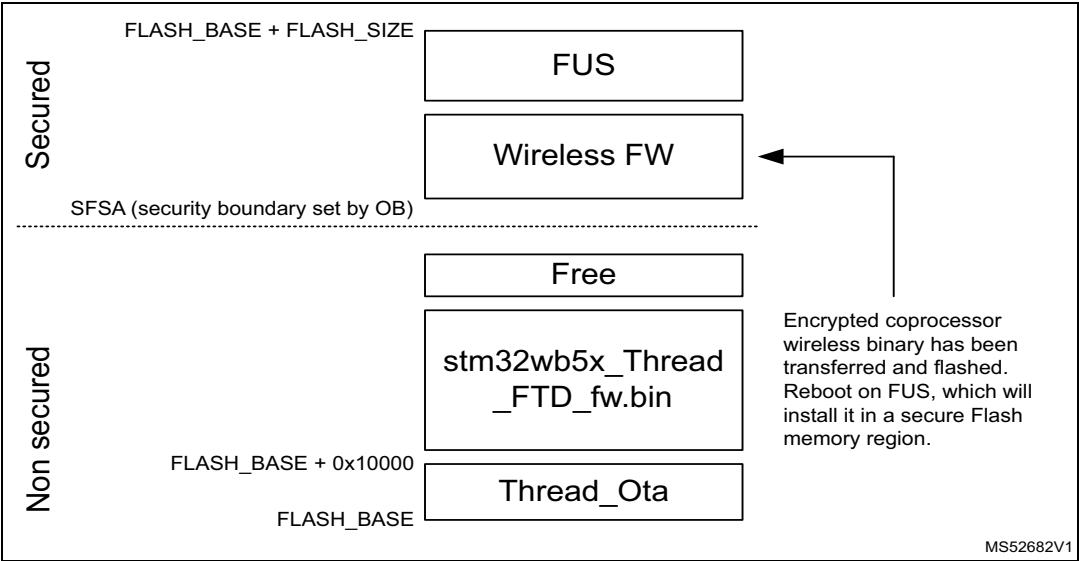 FLASH_BASE + FLASH_SIZE
FUS
Secured
Wireless FW
SFSA (security boundary set by OB)
Free
stm32wb5x_Thread
_FTD_fw.bin
Encrypted coprocessor
wireless binary has been
transferred and flashed.
Reboot on FUS, which will
install it in a secure Flash
memory region.
Non secured
FLASH_BASE + 0x10000
Thread_Ota
FLASH_BASE
MS52682V1